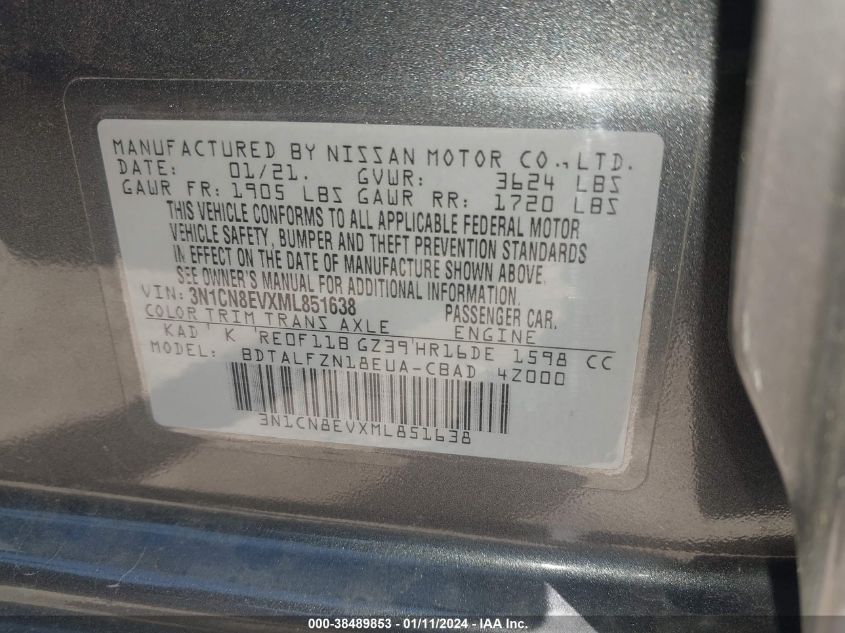 MANUFACTURED BY NISSAN MOTOR CO.,LTD.
DATE: 01/21. GVWR: 3624 LBS
GAWR FR: 1905 LBS GAWR RR: 1720 LBS
THIS VEHICLE CONFORMS TO ALL APPLICABLE FEDERAL MOTOR
VEHICLE SAFETY, BUMPER AND THEFT PREVENTION STANDARDS
IN EFFECT ON THE DATE OF MANUFACTURE SHOWN ABOVE.
SEE OWNER'S MANUAL FOR ADDITIONAL INFORMATION.
VIN: 3N1CN8EVXML851638 PASSENGER CAR.
COLOR TRIM TRANS AXLE ENGINE
KAD ' K 'RE0F11B GZ39'HR16DE 1598 CC
MODEL: BDTALFZN18EUA-CBAD 4Z000
3N1CN8EVXML851638
000-38489853 - 01/11/2024 - IAA Inc.